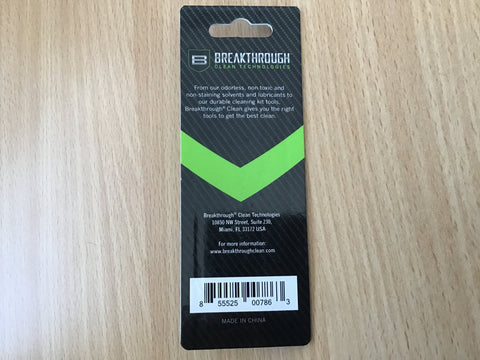 B BREAKTHROUGH
CLEAN TECHNOLOGIES
From our odorless, non toxic and
non-staining solvents and lubricants to
our durable cleaning kit tools,
Breakthrough® Clean gives you the right
tools to get the best clean.
Breakthrough® Clean Technologies
10850 NW Street, Suite 230,
Miami, FL 33172 USA
For more information:
www.breakthroughclean.com
8 55525 00786 3
MADE IN CHINA